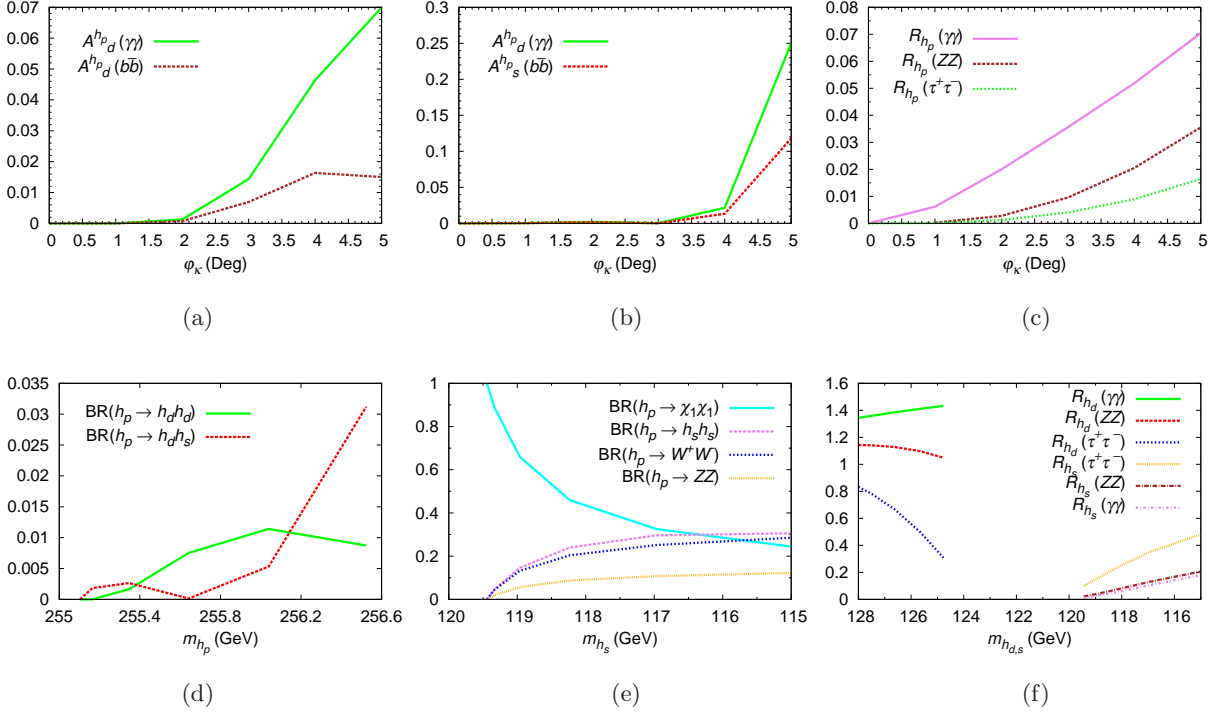 0.07
0.06
0.05
0.04
0.03
0.02
0.01
0
A^{h_p}_d (γγ)
A^{h_p}_d (bb̄)
0 0.5 1 1.5 2 2.5 3 3.5 4 4.5 5
φ_κ (Deg)
(a)
0.3
0.25
0.2
0.15
0.1
0.05
0
A^{h_p}_d (γγ)
A^{h_p}_s (bb̄)
0 0.5 1 1.5 2 2.5 3 3.5 4 4.5 5
φ_κ (Deg)
(b)
0.08
0.07
0.06
0.05
0.04
0.03
0.02
0.01
0
R_{h_p} (γγ)
R_{h_p} (ZZ)
R_{h_p} (τ⁺τ⁻)
0 0.5 1 1.5 2 2.5 3 3.5 4 4.5 5
φ_κ (Deg)
(c)
0.035
0.03
0.025
0.02
0.015
0.01
0.005
0
BR(h_p → h_d h_d)
BR(h_p → h_d h_s)
255 255.4 255.8 256.2 256.6
m_{h_p} (GeV)
(d)
1
0.8
0.6
0.4
0.2
0
BR(h_p → χ_1 χ_1)
BR(h_p → h_s h_s)
BR(h_p → W⁺W⁻)
BR(h_p → ZZ)
120 119 118 117 116 115
m_{h_s} (GeV)
(e)
1.6
1.4
1.2
1
0.8
0.6
0.4
0.2
0
R_{h_d} (γγ)
R_{h_d} (ZZ)
R_{h_d} (τ⁺τ⁻)
R_{h_s} (τ⁺τ⁻)
R_{h_s} (ZZ)
R_{h_s} (γγ)
128 126 124 122 120 118 116
m_{h_{d,s}} (GeV)
(f)